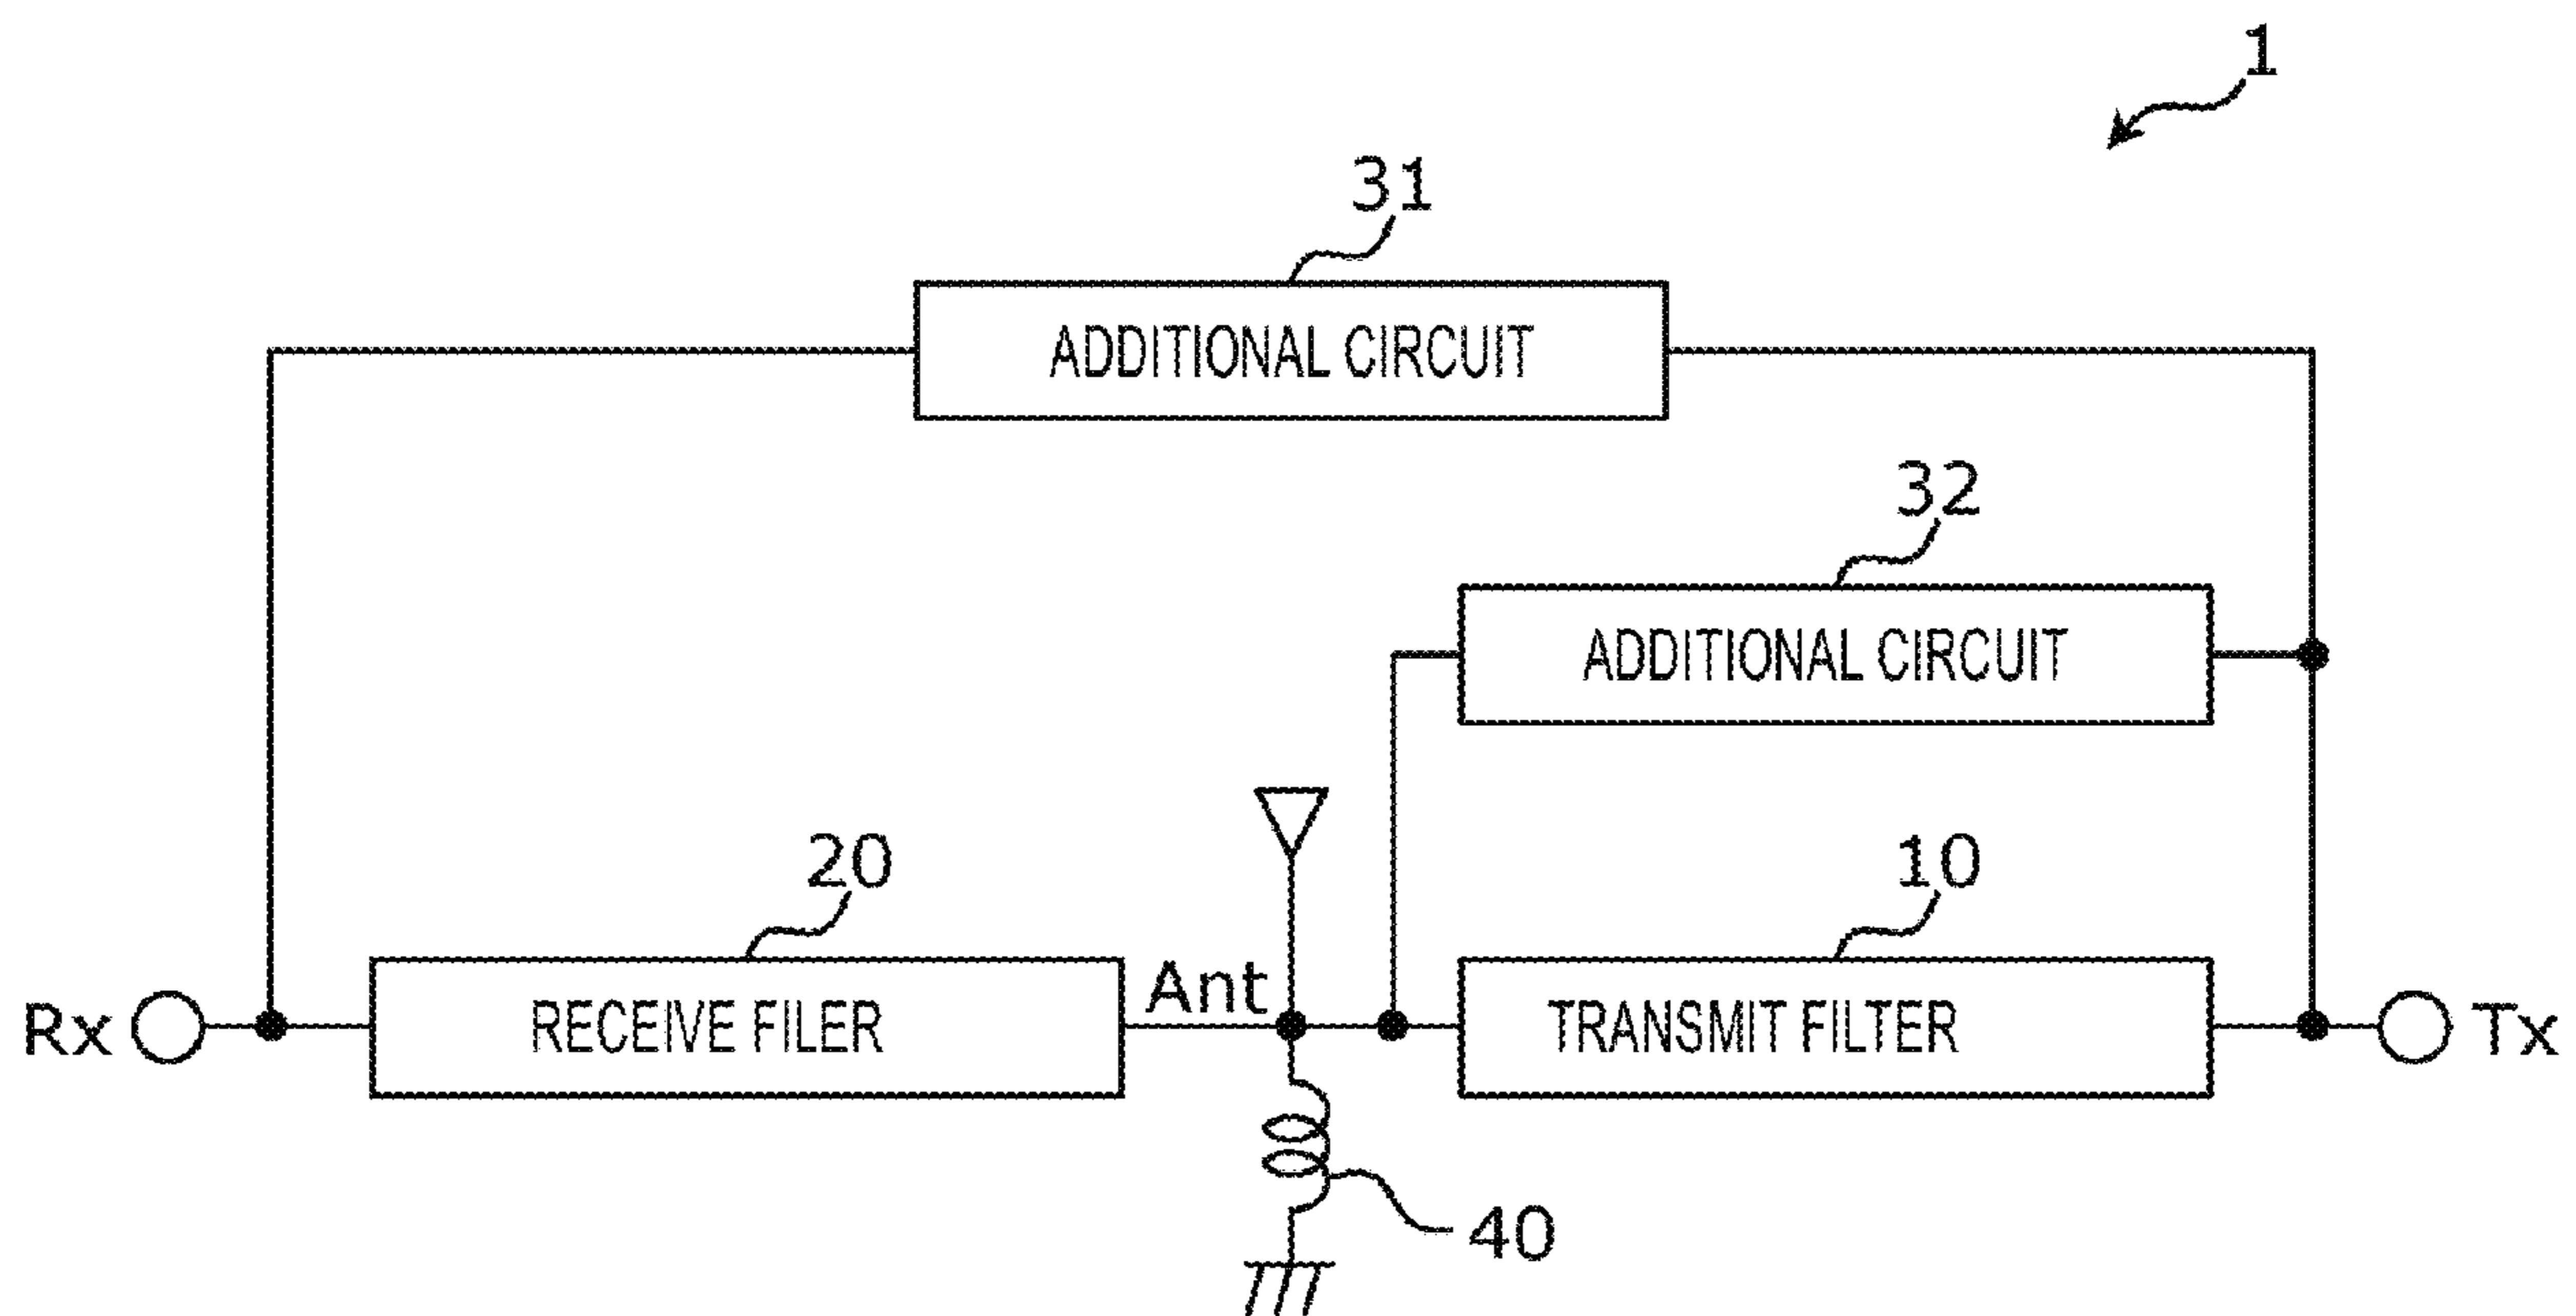 1
31
ADDITIONAL CIRCUIT
32
ADDITIONAL CIRCUIT
20
10
Ant
Rx
RECEIVE FILER
TRANSMIT FILTER
Tx
40